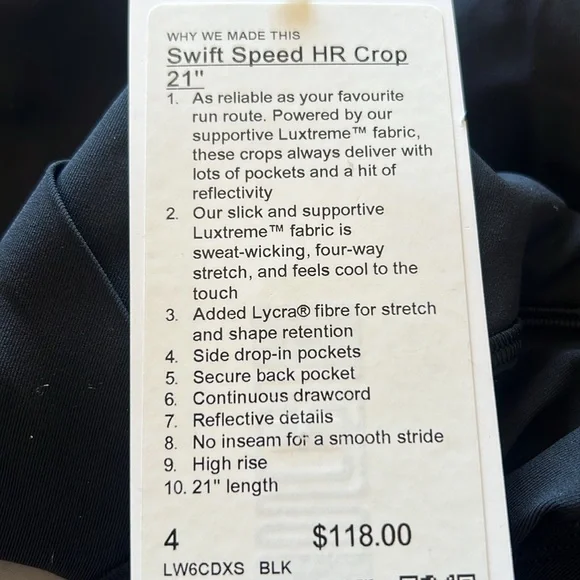 WHY WE MADE THIS
Swift Speed HR Crop
21"
1. As reliable as your favourite
run route. Powered by our
supportive Luxtreme™ fabric,
these crops always deliver with
lots of pockets and a hit of
reflectivity
2. Our slick and supportive
Luxtreme™ fabric is
sweat-wicking, four-way
stretch, and feels cool to the
touch
3. Added Lycra® fibre for stretch
and shape retention
4. Side drop-in pockets
5. Secure back pocket
6. Continuous drawcord
7. Reflective details
8. No inseam for a smooth stride
9. High rise
10. 21" length
4 $118.00
LW6CDXS BLK